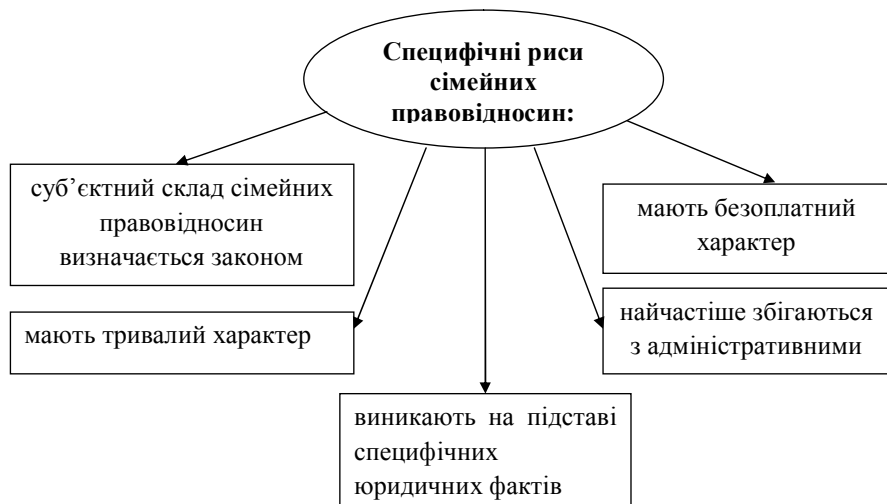 Специфічні риси
сімейних
правовідносин:
суб’єктний склад сімейних
правовідносин
визначається законом
мають безоплатний
характер
мають тривалий характер
найчастіше збігаються
з адміністративними
виникають на підставі
специфічних
юридичних фактів